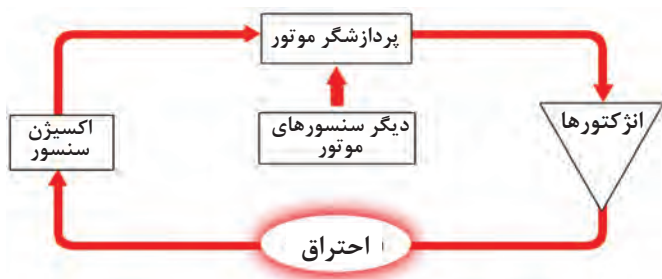 پردازشگر موتور
اکسیژن
سنسور
دیگر سنسورهای
موتور
انژکتورها
احتراق